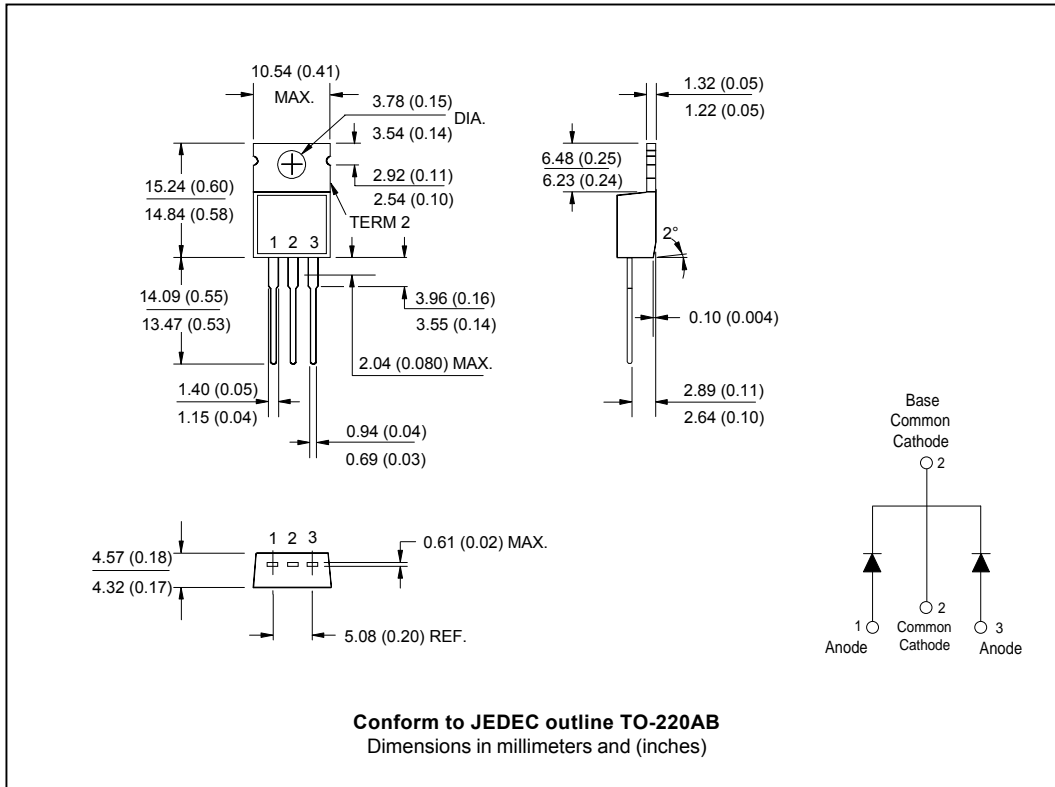 10.54 (0.41)
MAX.
3.78 (0.15)
3.54 (0.14)
DIA.
2.92 (0.11)
2.54 (0.10)
TERM 2
15.24 (0.60)
14.84 (0.58)
1 2 3
14.09 (0.55)
13.47 (0.53)
3.96 (0.16)
3.55 (0.14)
2.04 (0.080) MAX.
1.40 (0.05)
1.15 (0.04)
0.94 (0.04)
0.69 (0.03)
1.32 (0.05)
1.22 (0.05)
6.48 (0.25)
6.23 (0.24)
2°
0.10 (0.004)
2.89 (0.11)
2.64 (0.10)
4.57 (0.18)
4.32 (0.17)
1 2 3
0.61 (0.02) MAX.
5.08 (0.20) REF.
Base
Common
Cathode
2
1
Anode
2
Common
Cathode
3
Anode
Conform to JEDEC outline TO-220AB
Dimensions in millimeters and (inches)